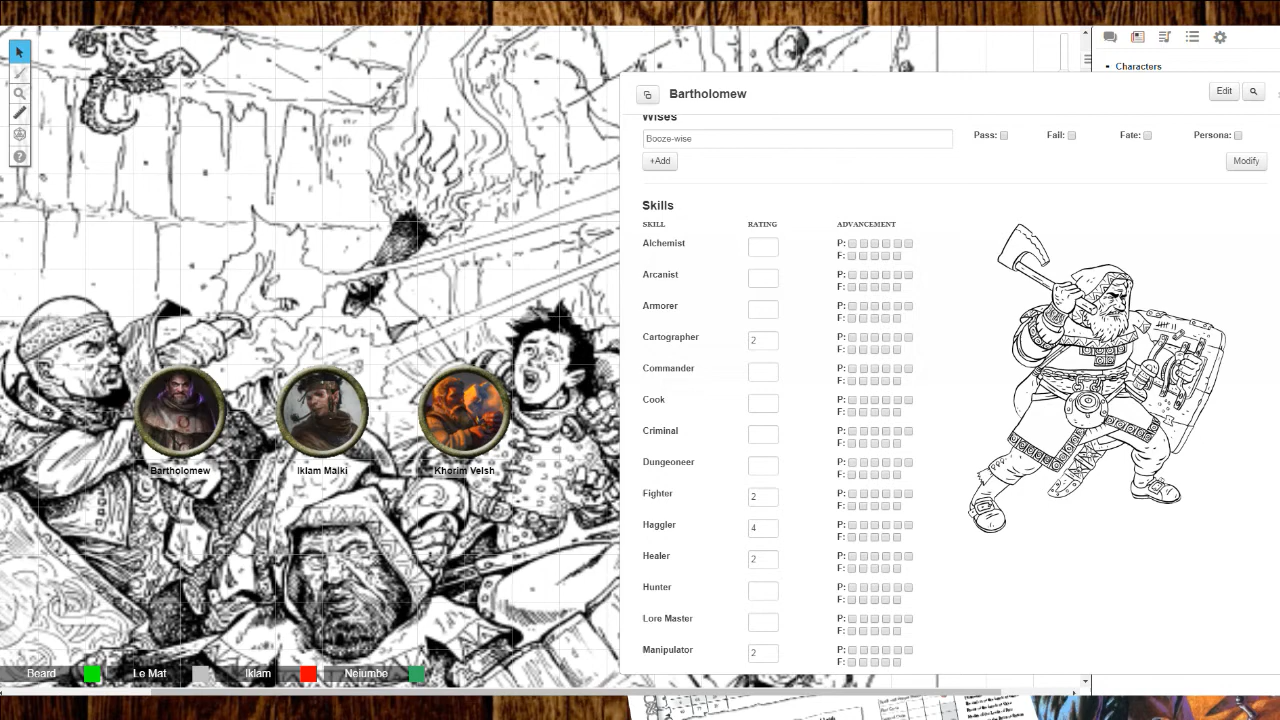 Characters
Bartholomew
Edit
Wises
Booze-wise
Pass:
Fail:
Fate:
Persona:
+Add
Modify
Skills
SKILL RATING ADVANCEMENT
Alchemist P:
F:
Arcanist P:
F:
Armorer P:
F:
Cartographer 2 P:
F:
Commander P:
F:
Cook P:
F:
Criminal P:
F:
Dungeoneer P:
F:
Fighter 2 P:
F:
Haggler 4 P:
F:
Healer 2 P:
F:
Hunter P:
F:
Lore Master P:
F:
Manipulator 2 P:
F:
Bartholomew
Iklam Malki
Khorim Velsh
Beard
Le Mat
Iklam
Nejumbe